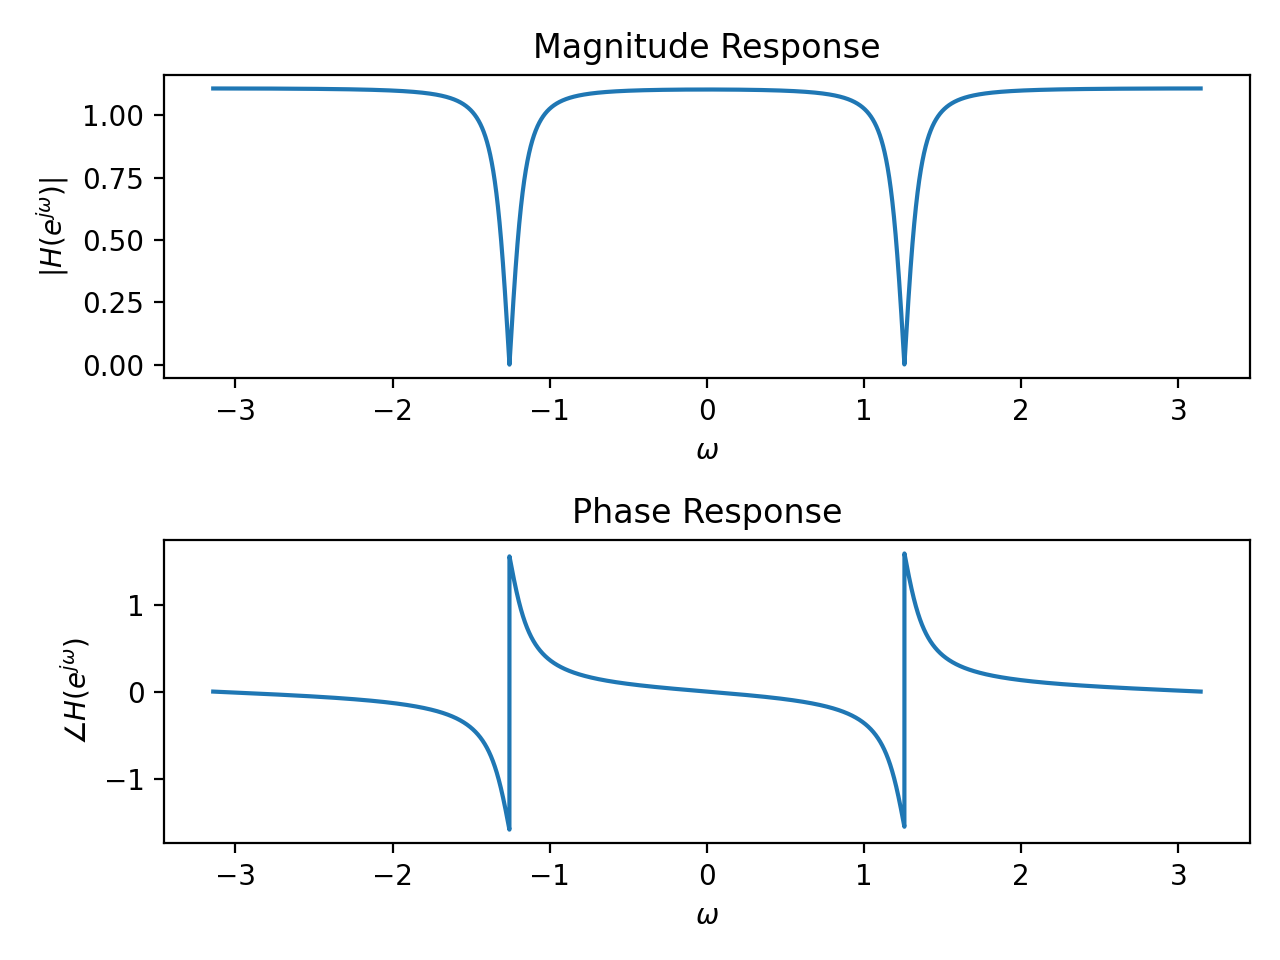 Magnitude Response
1.00
0.75
0.50
0.25
0.00
|H(e^{jω})|
−3 −2 −1 0 1 2 3
ω
Phase Response
1
0
−1
∠H(e^{jω})
−3 −2 −1 0 1 2 3
ω